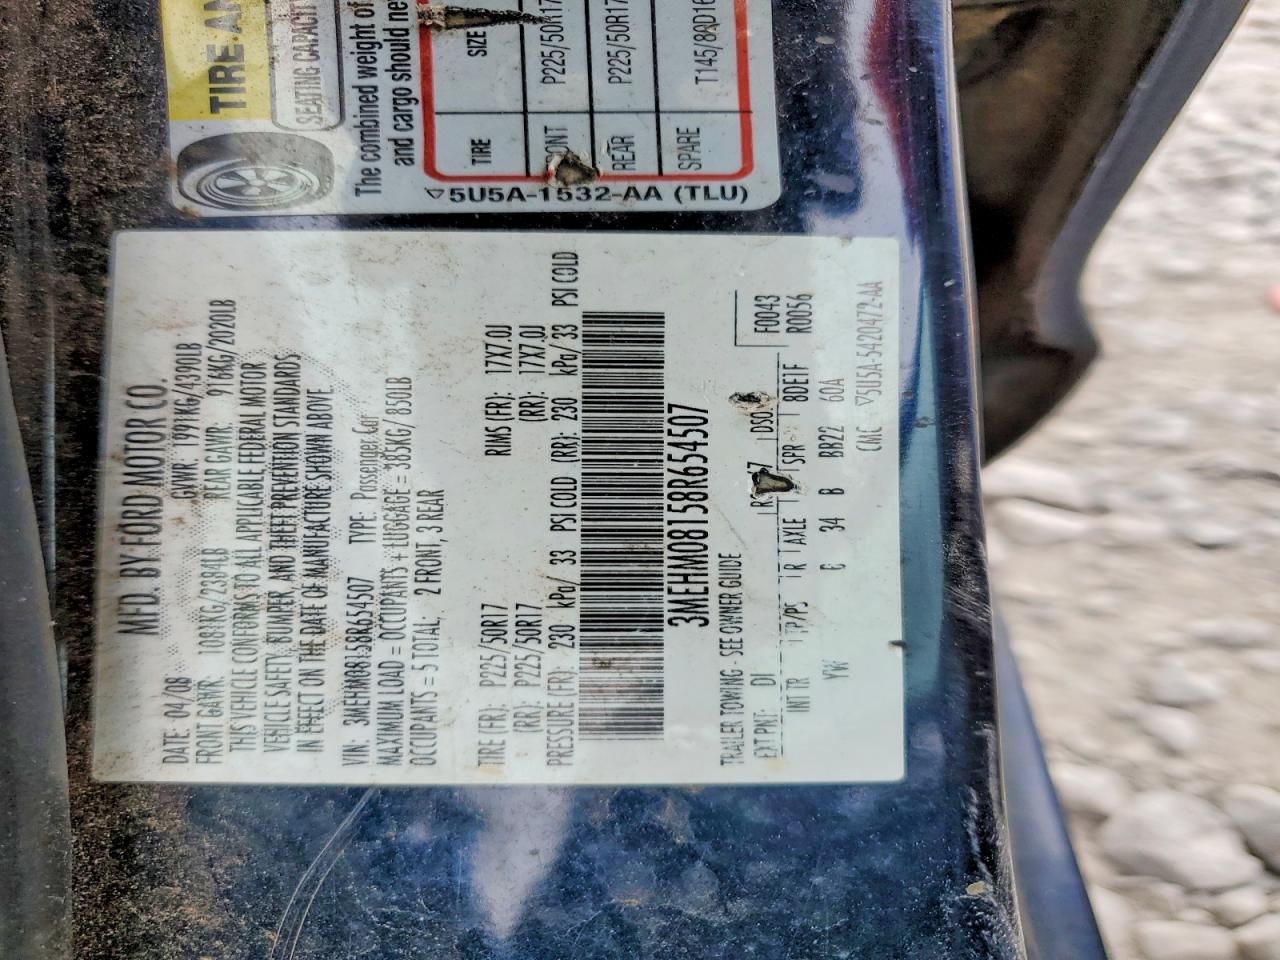 TIRE AN
SEATING CAPACITY
The combined weight of
and cargo should ne
TIRE SIZE
P225/50R17
REAR P225/50R17
SPARE T145/80D16
5U5A-1532-AA (TLU)
MFD. BY FORD MOTOR CO.
DATE: 04/08 GVWR: 1991KG/4390LB
FRONT GAWR: 1081KG/2384LB REAR GAWR: 916KG/2020LB
THIS VEHICLE CONFORMS TO ALL APPLICABLE FEDERAL MOTOR
VEHICLE SAFETY, BUMPER, AND THEFT PREVENTION STANDARDS
IN EFFECT ON THE DATE OF MANUFACTURE SHOWN ABOVE
VIN: 3MEHM08158R654507 TYPE: Passenger Car
MAXIMUM LOAD = OCCUPANTS + LUGGAGE = 385KG/ 850LB
OCCUPANTS = 5 TOTAL, 2 FRONT, 3 REAR
TIRE (FR): P225/50R17 RIMS (FR): 17X7.0J
(RR): P225/50R17 (RR): 17X7.0J
PRESSURE (FR): 230 kPa/ 33 PSI COLD (RR): 230 kPa/ 33 PSI COLD
3MEHM08158R654507
TRAILER TOWING - SEE OWNER GUIDE
F0043
EXT PNT: DI DSO: R0056
INT TR TP/PS R AXLE SPR 8DE1F
YW 34 B BB22 60A
CMC 5U5A-5420472-AA